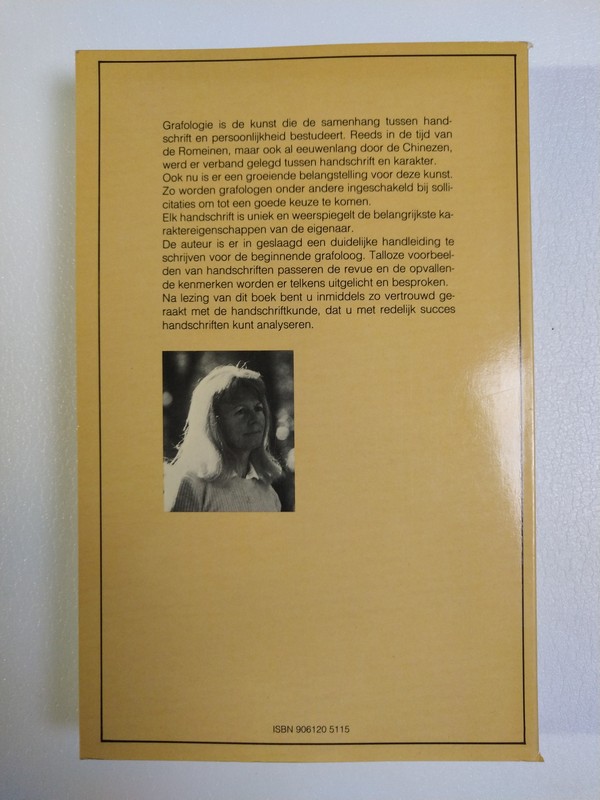 Grafologie is de kunst die de samenhang tussen hand-
schrift en persoonlijkheid bestudeert. Reeds in de tijd van
de Romeinen, maar ook al eeuwenlang door de Chinezen,
werd er verband gelegd tussen handschrift en karakter.
Ook nu is er een groeiende belangstelling voor deze kunst.
Zo worden grafologen onder andere ingeschakeld bij solli-
citaties om tot een goede keuze te komen.
Elk handschrift is uniek en weerspiegelt de belangrijkste ka-
raktereigenschappen van de eigenaar.
De auteur is er in geslaagd een duidelijke handleiding te
schrijven voor de beginnende grafoloog. Talloze voorbeel-
den van handschriften passeren de revue en de opvallen-
de kenmerken worden er telkens uitgelicht en besproken.
Na lezing van dit boek bent u inmiddels zo vertrouwd ge-
raakt met de handschriftkunde, dat u met redelijk succes
handschriften kunt analyseren.
ISBN 906120 5115